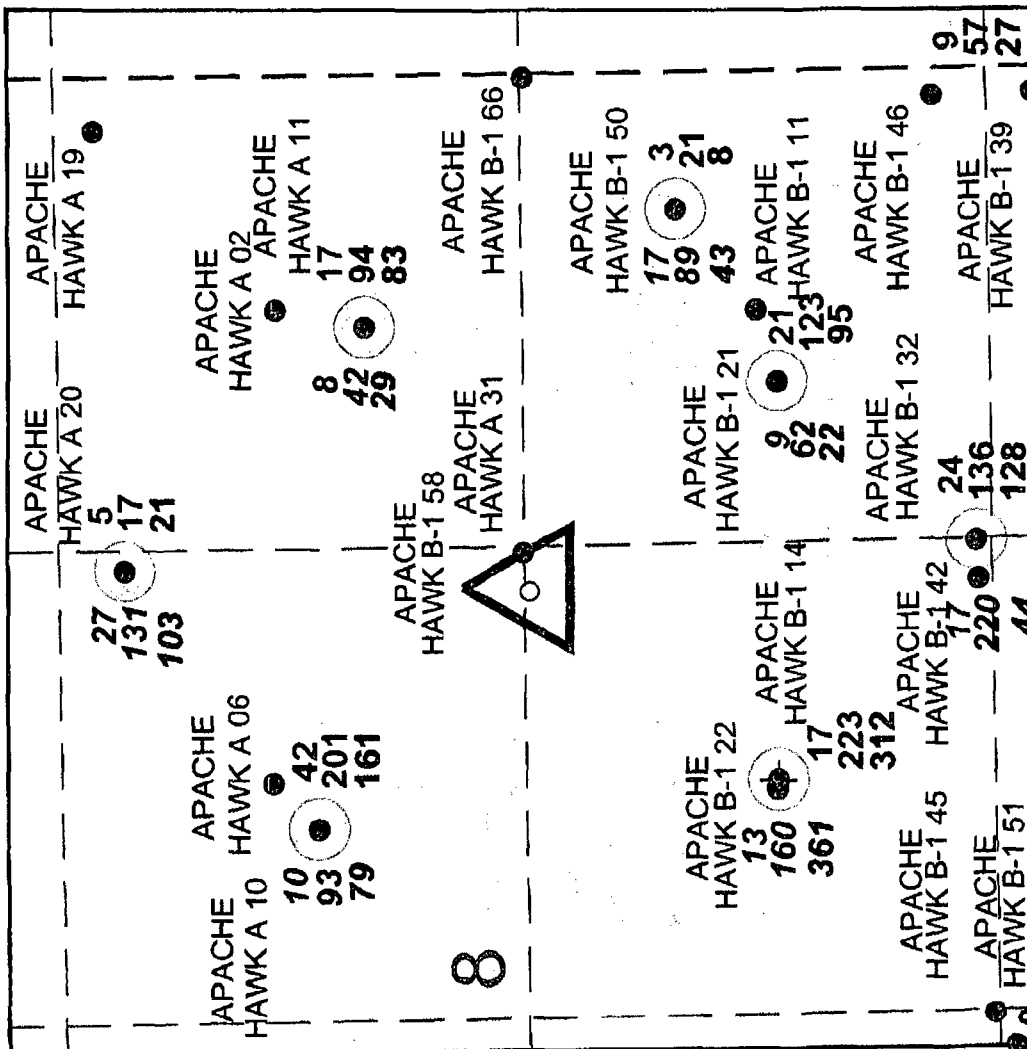 APACHE
HAWK A 20
APACHE
HAWK A 19
5
17
21
27
131
103
APACHE
HAWK A 02
APACHE
HAWK A 11
17
94
83
8
42
29
APACHE
HAWK A 06
42
201
161
APACHE
HAWK A 10
10
93
79
8
APACHE
HAWK B-1 58
APACHE
HAWK A 31
APACHE
HAWK B-1 66
APACHE
HAWK B-1 50
3
21
8
17
89
43
APACHE
HAWK B-1 11
21
123
95
APACHE
HAWK B-1 21
9
62
22
APACHE
HAWK B-1 14
APACHE
HAWK B-1 22
17
223
312
13
160
361
APACHE
HAWK B-1 46
APACHE
HAWK B-1 32
APACHE
HAWK B-1 42
APACHE
HAWK B-1 45
9
57
27
24
136
128
17
220
44
APACHE
HAWK B-1 39
APACHE
HAWK B-1 51